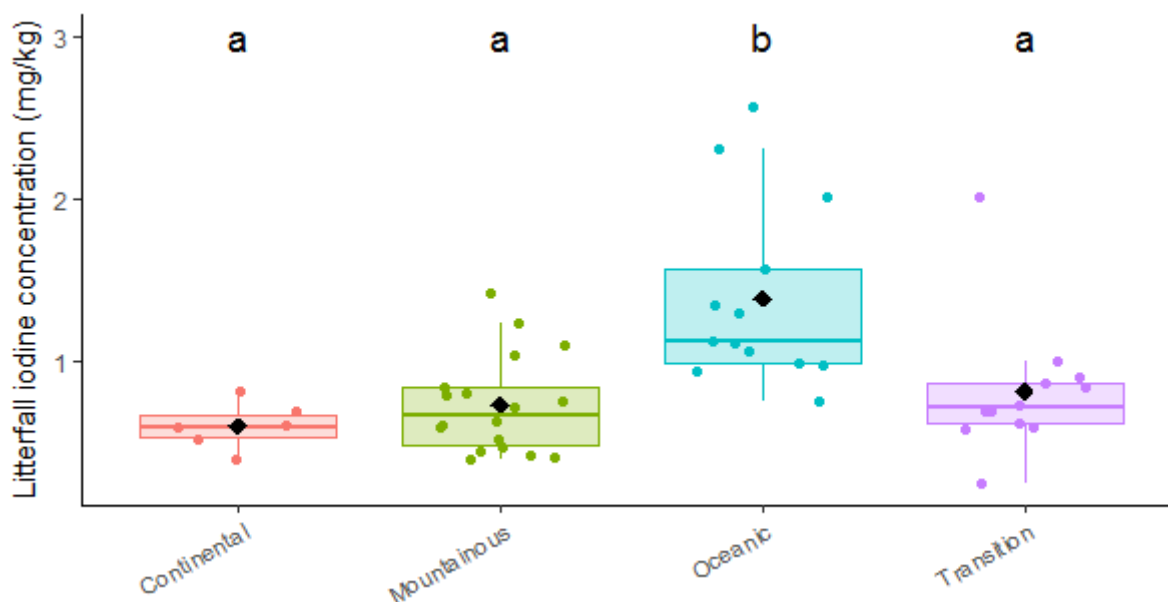 Litterfall iodine concentration (mg/kg)
3
2
1
a a b a
Continental Mountainous Oceanic Transition